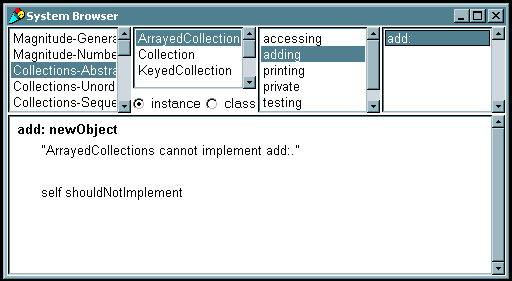 System Browser
Magnitude-Genera
Magnitude-Numbe
Collections-Abstra
Collections-Unord
Collections-Seque
ArrayedCollection
Collection
KeyedCollection
instance class
accessing
adding
printing
private
testing
add:
add: newObject
"ArrayedCollections cannot implement add:."
self shouldNotImplement